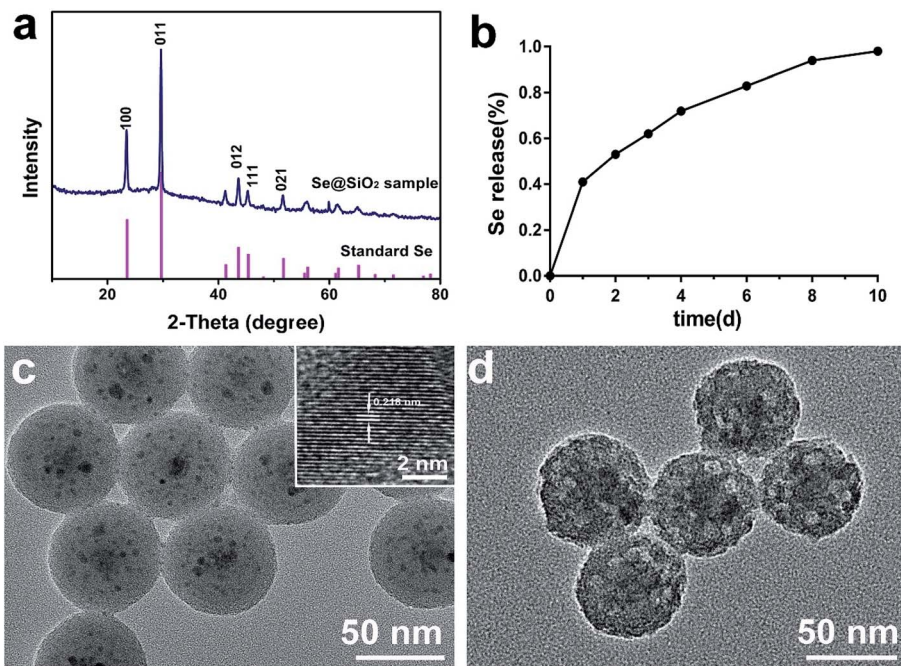 a
Intensity
100
011
012
111
021
Se@SiO₂ sample
Standard Se
20
40
60
80
2-Theta (degree)
b
Se release(%)
1.0
0.8
0.6
0.4
0.2
0.0
0
2
4
6
8
10
time(d)
c
0.218 nm
2 nm
50 nm
d
50 nm